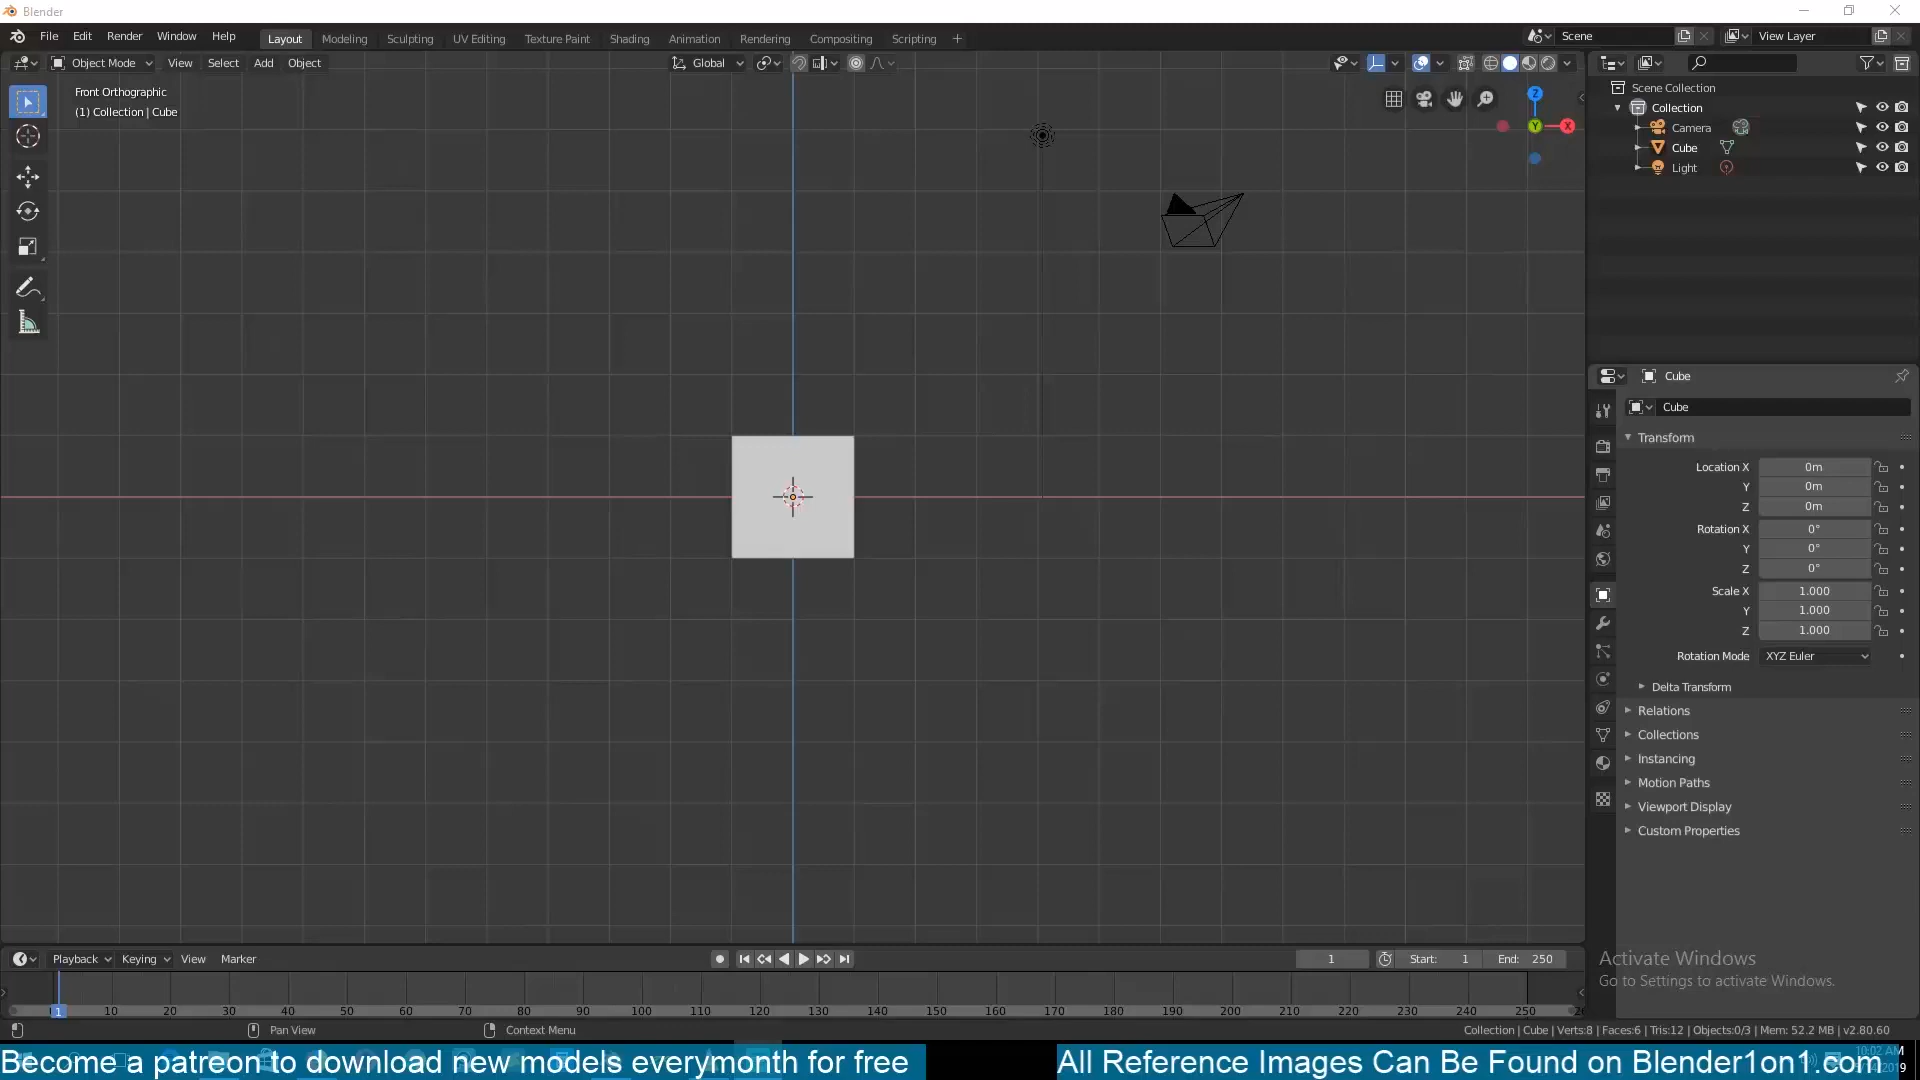 Blender
File Edit Render Window Help Layout Modeling Sculpting UV Editing Texture Paint Shading Animation Rendering Compositing Scripting Scene View Layer
Object Mode View Select Add Object Global
Front Orthographic
(1) Collection | Cube
Z
Y
X
Scene Collection
Collection
Camera
Cube
Light
Cube
Cube
Transform
Location X 0m
Y 0m
Z 0m
Rotation X 0°
Y 0°
Z 0°
Scale X 1.000
Y 1.000
Z 1.000
Rotation Mode XYZ Euler
Delta Transform
Relations
Collections
Instancing
Motion Paths
Viewport Display
Custom Properties
Playback Keying View Marker 1 Start: 1 End: 250
1 10 20 30 40 50 60 70 80 90 100 110 120 130 140 150 160 170 180 190 200 210 220 230 240 250
Activate Windows
Go to Settings to activate Windows.
Pan View Context Menu
Collection | Cube | Verts:8 | Faces:6 | Tris:12 | Objects:0/3 | Mem: 52.2 MB | v2.80.60
Become a patreon to download new models everymonth for free
All Reference Images Can Be Found on Blender1on1.com
10:02 AM